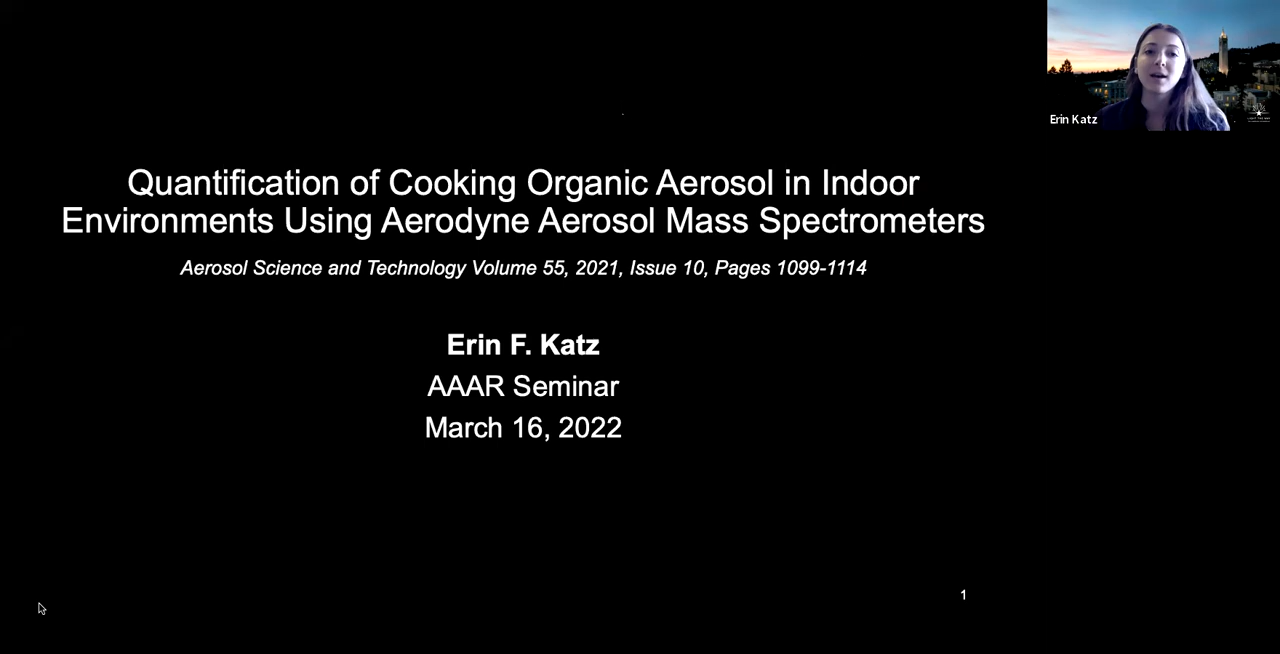 Quantification of Cooking Organic Aerosol in Indoor
Environments Using Aerodyne Aerosol Mass Spectrometers
Aerosol Science and Technology Volume 55, 2021, Issue 10, Pages 1099-1114
Erin F. Katz
AAAR Seminar
March 16, 2022
1
Erin Katz